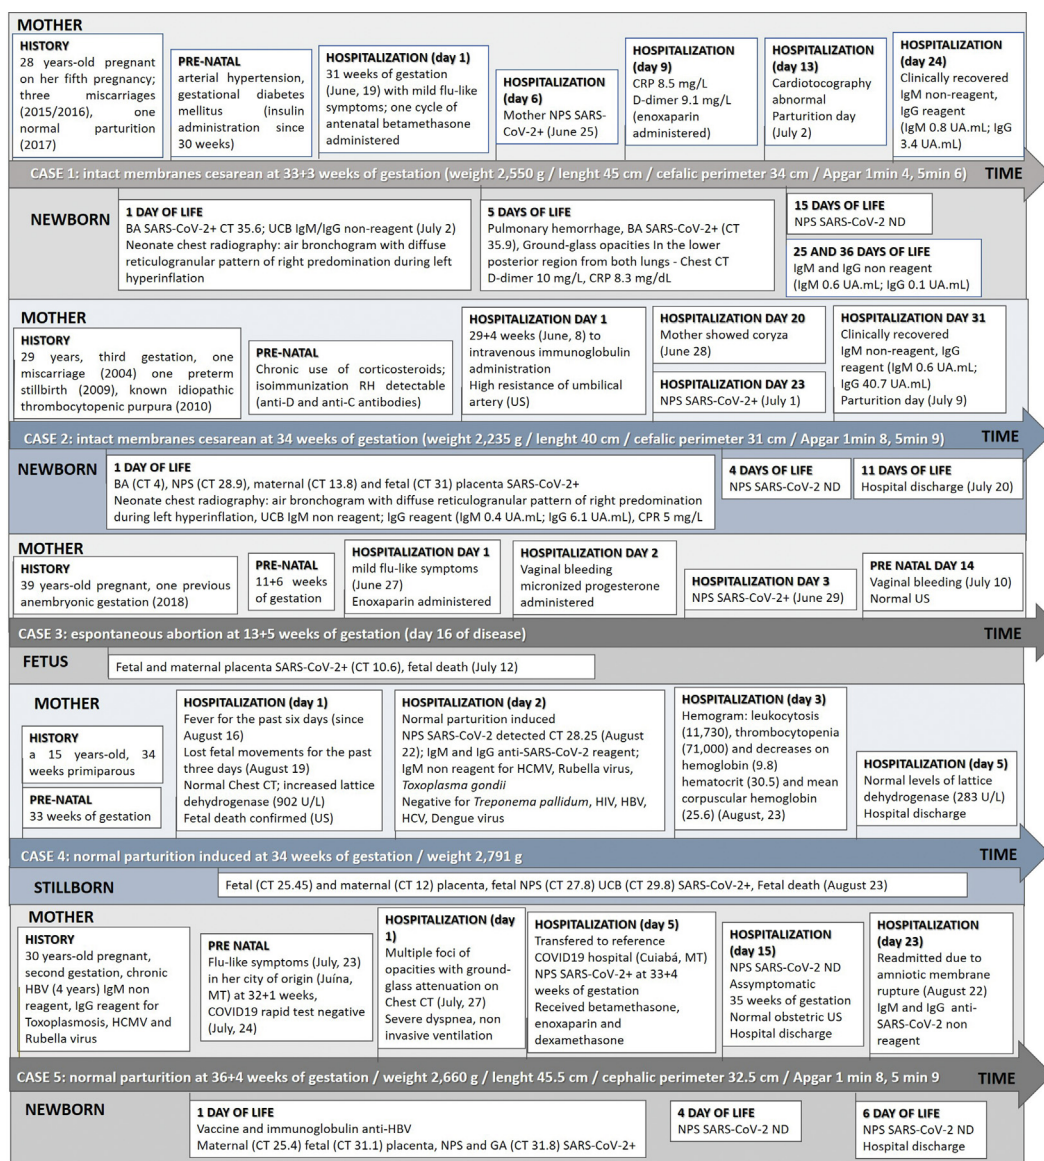 MOTHER
HISTORY
28 years-old pregnant
on her fifth pregnancy;
three miscarriages
(2015/2016), one
normal parturition
(2017)
PRE-NATAL
arterial hypertension,
gestational diabetes
mellitus (insulin
administration since
30 weeks)
HOSPITALIZATION (day 1)
31 weeks of gestation
(June, 19) with mild flu-like
symptoms; one cycle of
antenatal betamethasone
administered
HOSPITALIZATION
(day 6)
Mother NPS SARS-
CoV-2+ (June 25)
HOSPITALIZATION
(day 9)
CRP 8.5 mg/L
D-dimer 9.1 mg/L
(enoxaparin
administered)
HOSPITALIZATION
(day 13)
Cardiotocography
abnormal
Parturition day
(July 2)
HOSPITALIZATION
(day 24)
Clinically recovered
IgM non-reagent,
IgG reagent
(IgM 0.8 UA.mL; IgG
3.4 UA.mL)
CASE 1: intact membranes cesarean at 33+3 weeks of gestation (weight 2,550 g / lenght 45 cm / cefalic perimeter 34 cm / Apgar 1min 4, 5min 6)
TIME
NEWBORN
1 DAY OF LIFE
BA SARS-CoV-2+ CT 35.6; UCB IgM/IgG non-reagent (July 2)
Neonate chest radiography: air bronchogram with diffuse
reticulogranular pattern of right predomination during left
hyperinflation
5 DAYS OF LIFE
Pulmonary hemorrhage, BA SARS-CoV-2+ (CT
35.9), Ground-glass opacities In the lower
posterior region from both lungs - Chest CT
D-dimer 10 mg/L, CRP 8.3 mg/dL
15 DAYS OF LIFE
NPS SARS-CoV-2 ND
25 AND 36 DAYS OF LIFE
IgM and IgG non reagent
(IgM 0.6 UA.mL; IgG 0.1 UA.mL)
MOTHER
HISTORY
29 years, third gestation, one
miscarriage (2004) one preterm
stillbirth (2009), known idiopathic
thrombocytopenic purpura (2010)
PRE-NATAL
Chronic use of corticosteroids;
isoimmunization RH detectable
(anti-D and anti-C antibodies)
HOSPITALIZATION DAY 1
29+4 weeks (June, 8) to
intravenous immunoglobulin
administration
High resistance of umbilical
artery (US)
HOSPITALIZATION DAY 20
Mother showed coryza
(June 28)
HOSPITALIZATION DAY 23
NPS SARS-CoV-2+ (July 1)
HOSPITALIZATION DAY 31
Clinically recovered
IgM non-reagent, IgG
reagent (IgM 0.6 UA.mL;
IgG 40.7 UA.mL)
Parturition day (July 9)
CASE 2: intact membranes cesarean at 34 weeks of gestation (weight 2,235 g / lenght 40 cm / cefalic perimeter 31 cm / Apgar 1min 8, 5min 9)
TIME
NEWBORN
1 DAY OF LIFE
BA (CT 4), NPS (CT 28.9), maternal (CT 13.8) and fetal (CT 31) placenta SARS-CoV-2+
Neonate chest radiography: air bronchogram with diffuse reticulogranular pattern of right predomination
during left hyperinflation, UCB IgM non reagent; IgG reagent (IgM 0.4 UA.mL; IgG 6.1 UA.mL), CPR 5 mg/L
4 DAYS OF LIFE
NPS SARS-CoV-2 ND
11 DAYS OF LIFE
Hospital discharge (July 20)
MOTHER
HISTORY
39 years-old pregnant, one previous
anembryonic gestation (2018)
PRE-NATAL
11+6 weeks
of gestation
HOSPITALIZATION DAY 1
mild flu-like symptoms
(June 27)
Enoxaparin administered
HOSPITALIZATION DAY 2
Vaginal bleeding
micronized progesterone
administered
HOSPITALIZATION DAY 3
NPS SARS-CoV-2+ (June 29)
PRE NATAL DAY 14
Vaginal bleeding (July 10)
Normal US
CASE 3: espontaneous abortion at 13+5 weeks of gestation (day 16 of disease)
TIME
FETUS
Fetal and maternal placenta SARS-CoV-2+ (CT 10.6), fetal death (July 12)
MOTHER
HISTORY
a 15 years-old, 34
weeks primiparous
PRE-NATAL
33 weeks of gestation
HOSPITALIZATION (day 1)
Fever for the past six days (since
August 16)
Lost fetal movements for the past
three days (August 19)
Normal Chest CT; increased lattice
dehydrogenase (902 U/L)
Fetal death confirmed (US)
HOSPITALIZATION (day 2)
Normal parturition induced
NPS SARS-CoV-2 detected CT 28.25 (August
22); IgM and IgG anti-SARS-CoV-2 reagent;
IgM non reagent for HCMV, Rubella virus,
Toxoplasma gondii
Negative for Treponema pallidum, HIV, HBV,
HCV, Dengue virus
HOSPITALIZATION (day 3)
Hemogram: leukocytosis
(11,730), thrombocytopenia
(71,000) and decreases on
hemoglobin (9.8)
hematocrit (30.5) and mean
corpuscular hemoglobin
(25.6) (August, 23)
HOSPITALIZATION (day 5)
Normal levels of lattice
dehydrogenase (283 U/L)
Hospital discharge
CASE 4: normal parturition induced at 34 weeks of gestation / weight 2,791 g
TIME
STILLBORN
Fetal (CT 25.45) and maternal (CT 12) placenta, fetal NPS (CT 27.8) UCB (CT 29.8) SARS-CoV-2+, Fetal death (August 23)
MOTHER
HISTORY
30 years-old pregnant,
second gestation, chronic
HBV (4 years) IgM non
reagent, IgG reagent for
Toxoplasmosis, HCMV and
Rubella virus
PRE NATAL
Flu-like symptoms (July, 23)
in her city of origin (Juína,
MT) at 32+1 weeks,
COVID19 rapid test negative
(July, 24)
HOSPITALIZATION (day
1)
Multiple foci of
opacities with ground-
glass attenuation on
Chest CT (July, 27)
Severe dyspnea, non
invasive ventilation
HOSPITALIZATION (day 5)
Transfered to reference
COVID19 hospital (Cuiabá, MT)
NPS SARS-CoV-2+ at 33+4
weeks of gestation
Received betamethasone,
enoxaparin and
dexamethasone
HOSPITALIZATION
(day 15)
NPS SARS-CoV-2 ND
Assymptomatic
35 weeks of gestation
Normal obstetric US
Hospital discharge
HOSPITALIZATION
(day 23)
Readmitted due to
amniotic membrane
rupture (August 22)
IgM and IgG anti-
SARS-CoV-2 non
reagent
CASE 5: normal parturition at 36+4 weeks of gestation / weight 2,660 g / lenght 45.5 cm / cephalic perimeter 32.5 cm / Apgar 1 min 8, 5 min 9
TIME
NEWBORN
1 DAY OF LIFE
Vaccine and immunoglobulin anti-HBV
Maternal (CT 25.4) fetal (CT 31.1) placenta, NPS and GA (CT 31.8) SARS-CoV-2+
4 DAY OF LIFE
NPS SARS-CoV-2 ND
6 DAY OF LIFE
NPS SARS-CoV-2 ND
Hospital discharge